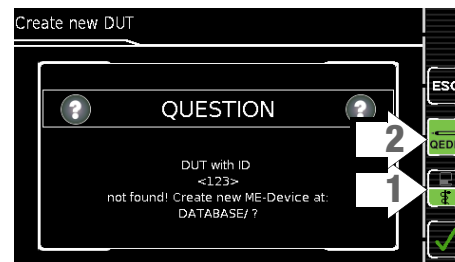 Create new DUT
QUESTION
DUT with ID
<123>
not found! Create new ME-Device at:
DATABASE/ ?
ESC
2
QEDI
1